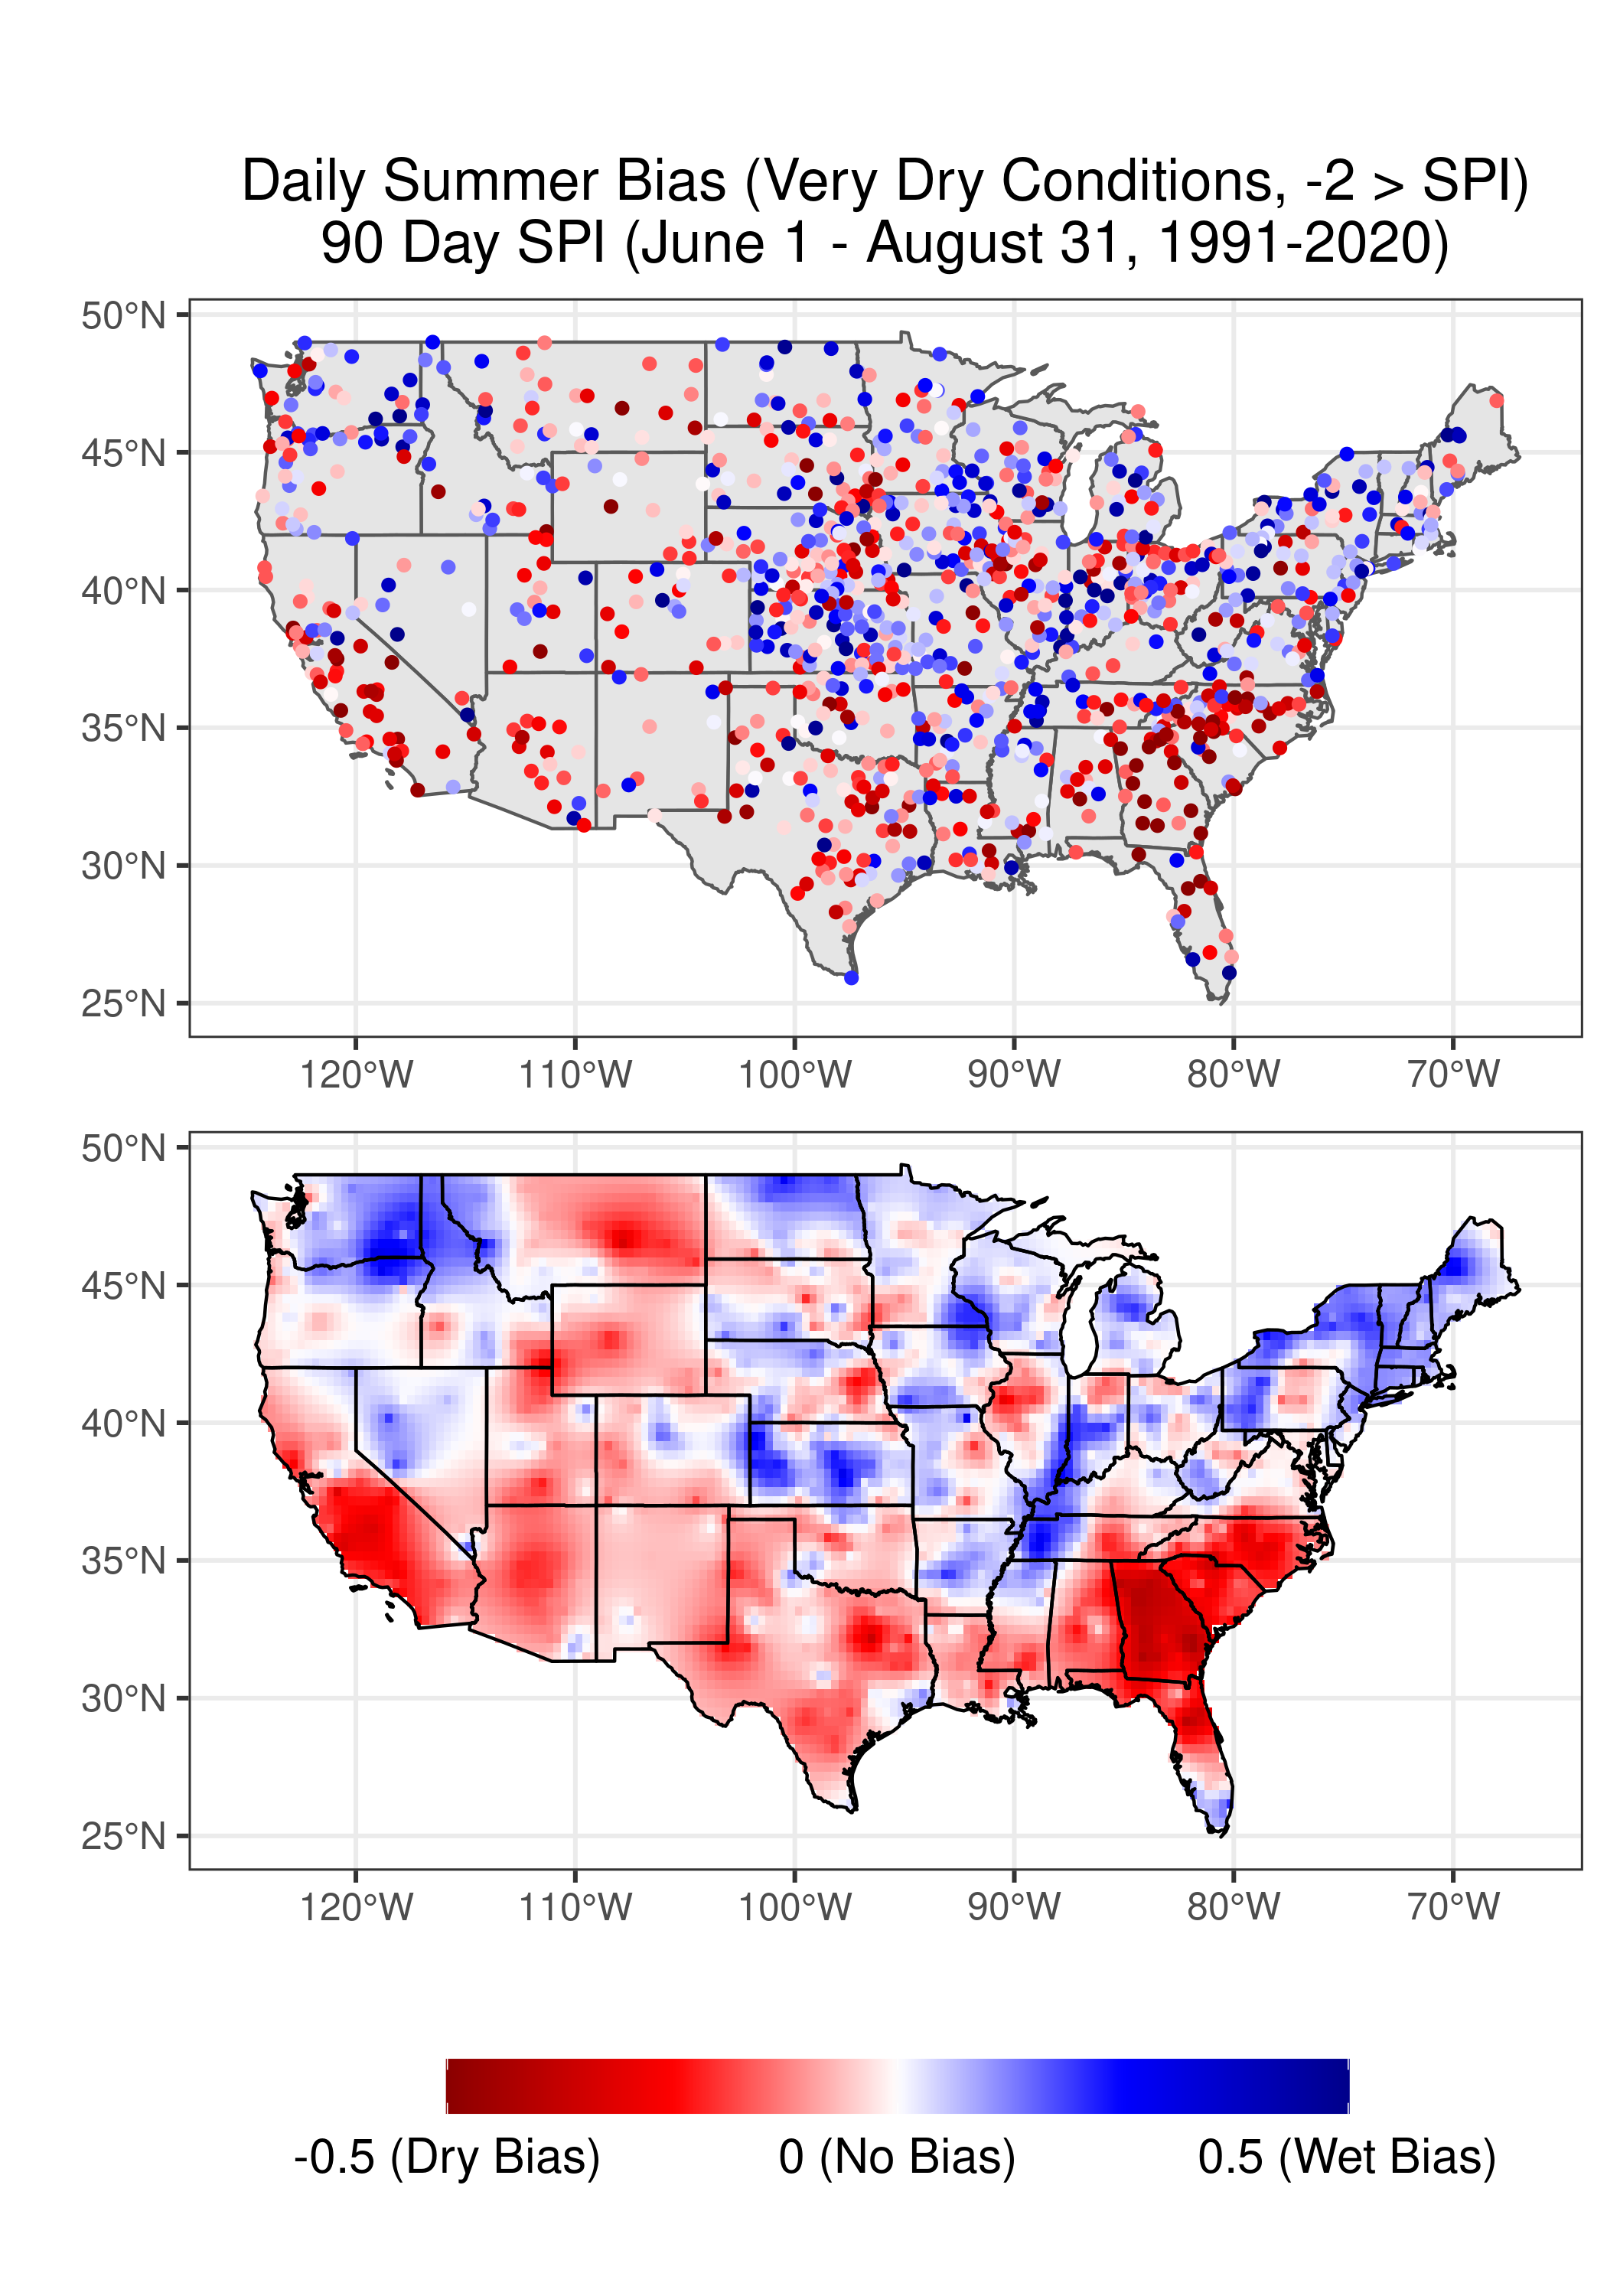 Daily Summer Bias (Very Dry Conditions, -2 > SPI)
90 Day SPI (June 1 - August 31, 1991-2020)
50°N
45°N
40°N
35°N
30°N
25°N
120°W 110°W 100°W 90°W 80°W 70°W
50°N
45°N
40°N
35°N
30°N
25°N
120°W 110°W 100°W 90°W 80°W 70°W
-0.5 (Dry Bias) 0 (No Bias) 0.5 (Wet Bias)